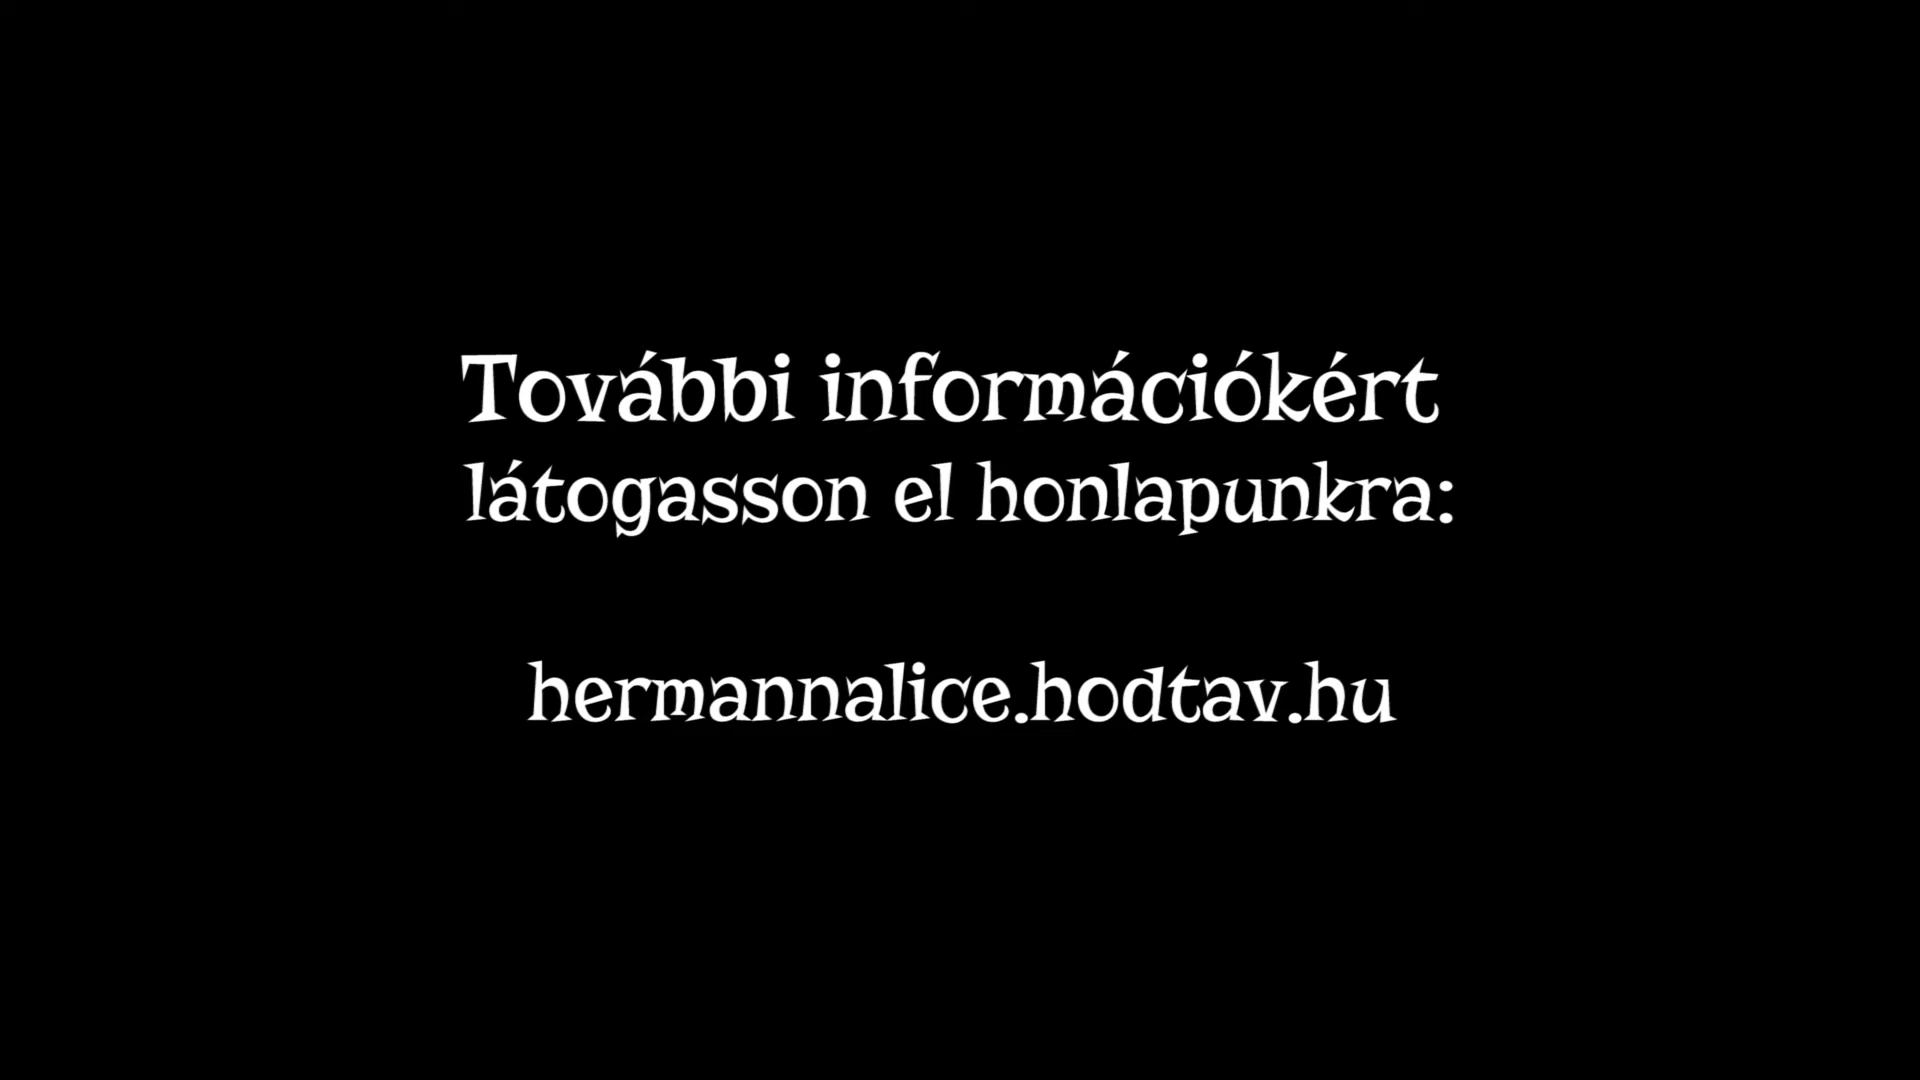 További információkért
látogasson el honlapunkra:
hermannalice.hodtav.hu